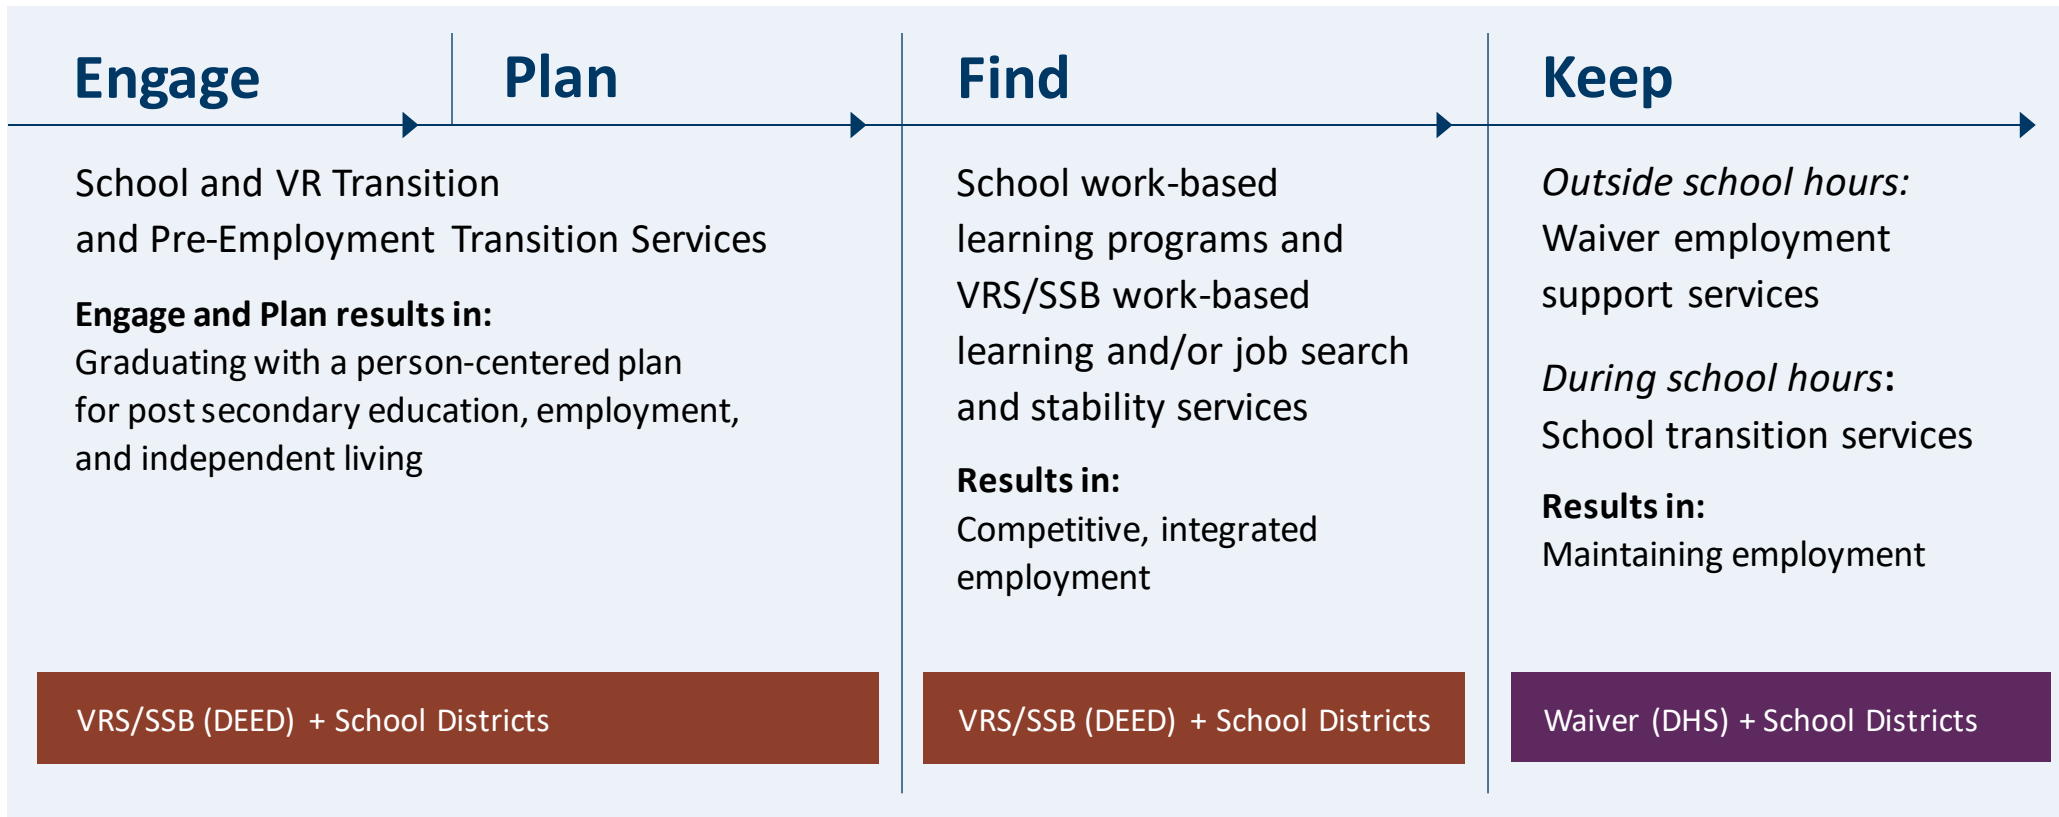 Engage
Plan
School and VR Transition
and Pre-Employment Transition Services
Engage and Plan results in:
Graduating with a person-centered plan
for post secondary education, employment,
and independent living
VRS/SSB (DEED) + School Districts
Find
School work-based
learning programs and
VRS/SSB work-based
learning and/or job search
and stability services
Results in:
Competitive, integrated
employment
VRS/SSB (DEED) + School Districts
Keep
Outside school hours:
Waiver employment
support services
During school hours:
School transition services
Results in:
Maintaining employment
Waiver (DHS) + School Districts